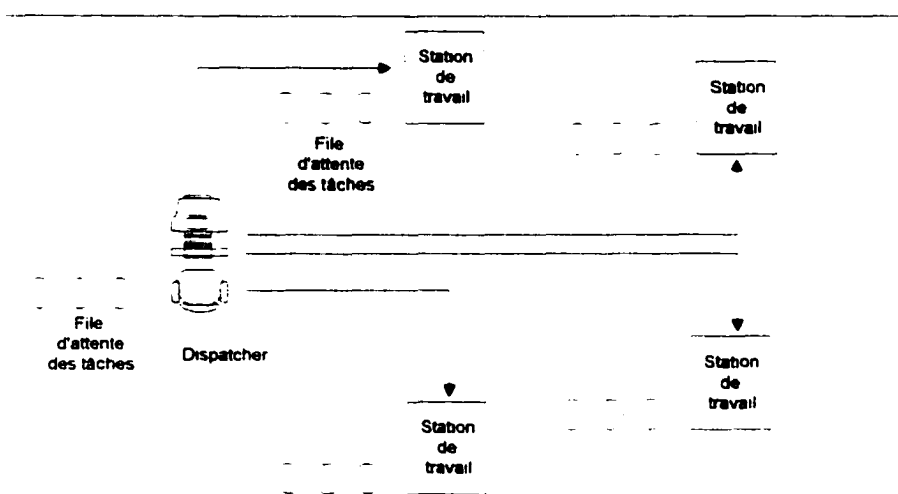 Station
de
travail
Station
de
travail
File
d'attente
des tâches
File
d'attente
des tâches
Dispatcher
Station
de
travail
Station
de
travail